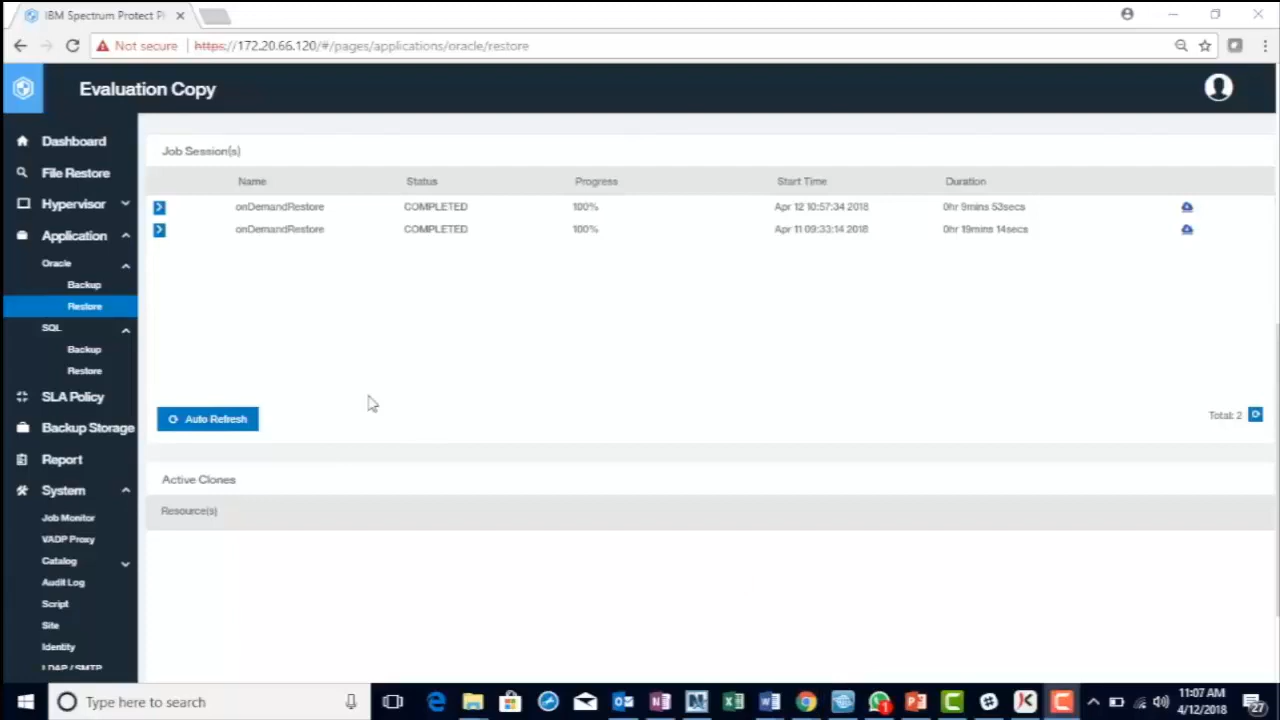 IBM Spectrum Protect Pl
Not secure https://172.20.66.120/#/pages/applications/oracle/restore
Evaluation Copy
Dashboard
File Restore
Hypervisor
Application
Oracle
Backup
Restore
SQL
Backup
Restore
SLA Policy
Backup Storage
Report
System
Job Monitor
VADP Proxy
Catalog
Audit Log
Script
Site
Identity
LDAP / SMTP
Job Session(s)
Name Status Progress Start Time Duration
onDemandRestore COMPLETED 100% Apr 12 10:57:34 2018 0hr 9mins 53secs
onDemandRestore COMPLETED 100% Apr 11 09:33:14 2018 0hr 19mins 14secs
Auto Refresh Total: 2
Active Clones
Resource(s)
Type here to search
11:07 AM
4/12/2018
27